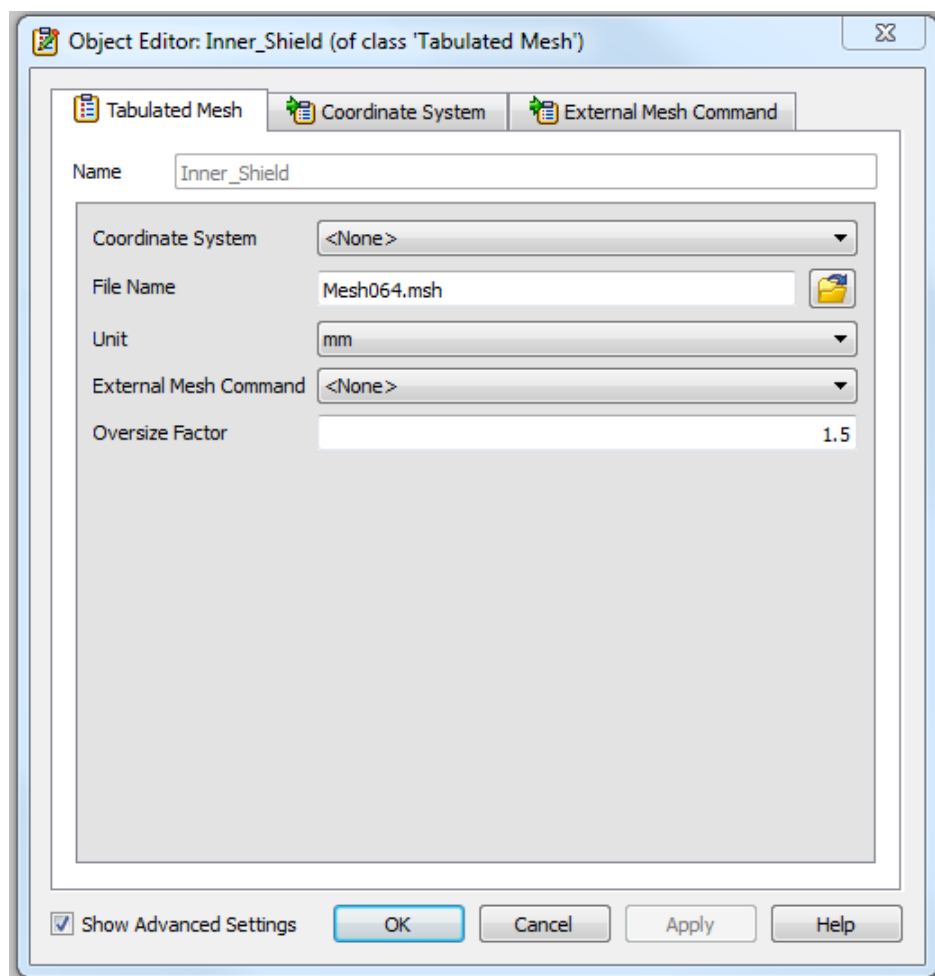 Object Editor: Inner_Shield (of class 'Tabulated Mesh')
Tabulated Mesh Coordinate System External Mesh Command
Name Inner_Shield
Coordinate System <None>
File Name Mesh064.msh
Unit mm
External Mesh Command <None>
Oversize Factor 1.5
Show Advanced Settings OK Cancel Apply Help